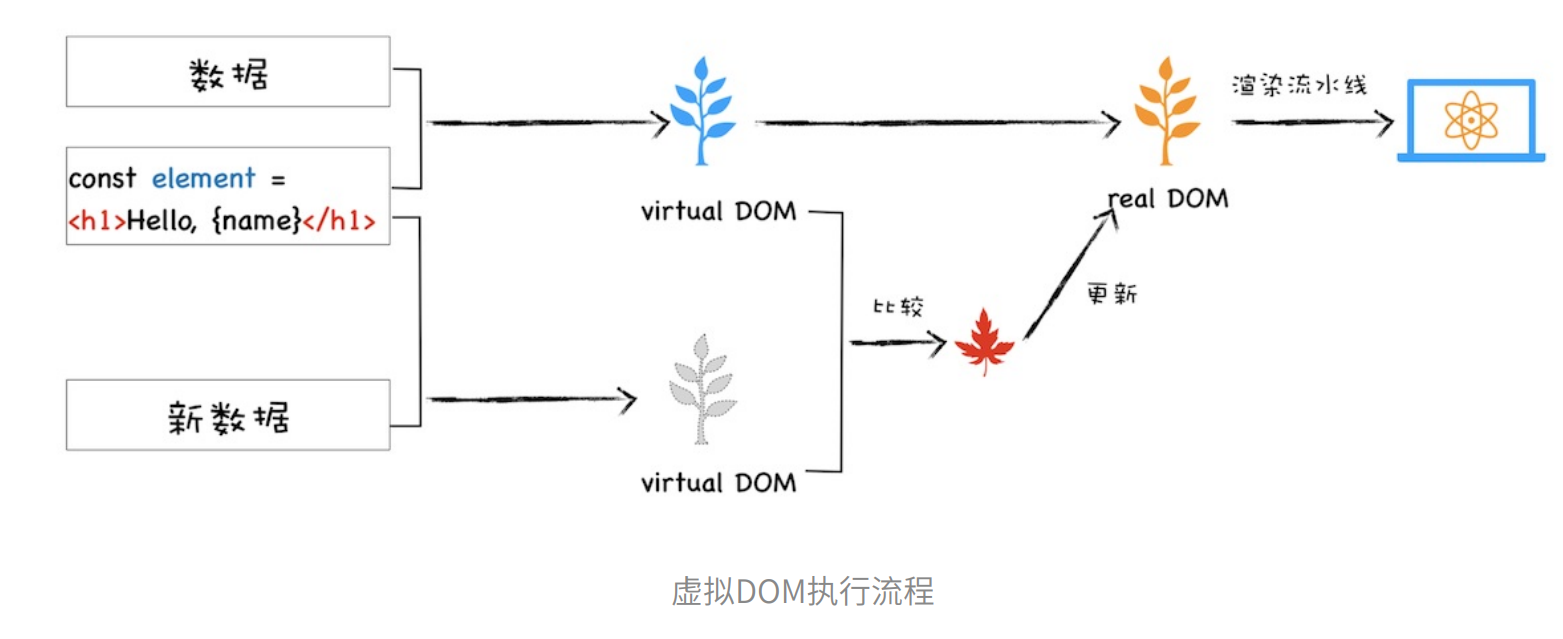 数据
渲染流水线
const element =
<h1>Hello, {name}</h1>
virtual DOM
real DOM
比较
更新
新数据
virtual DOM
虚拟DOM执行流程